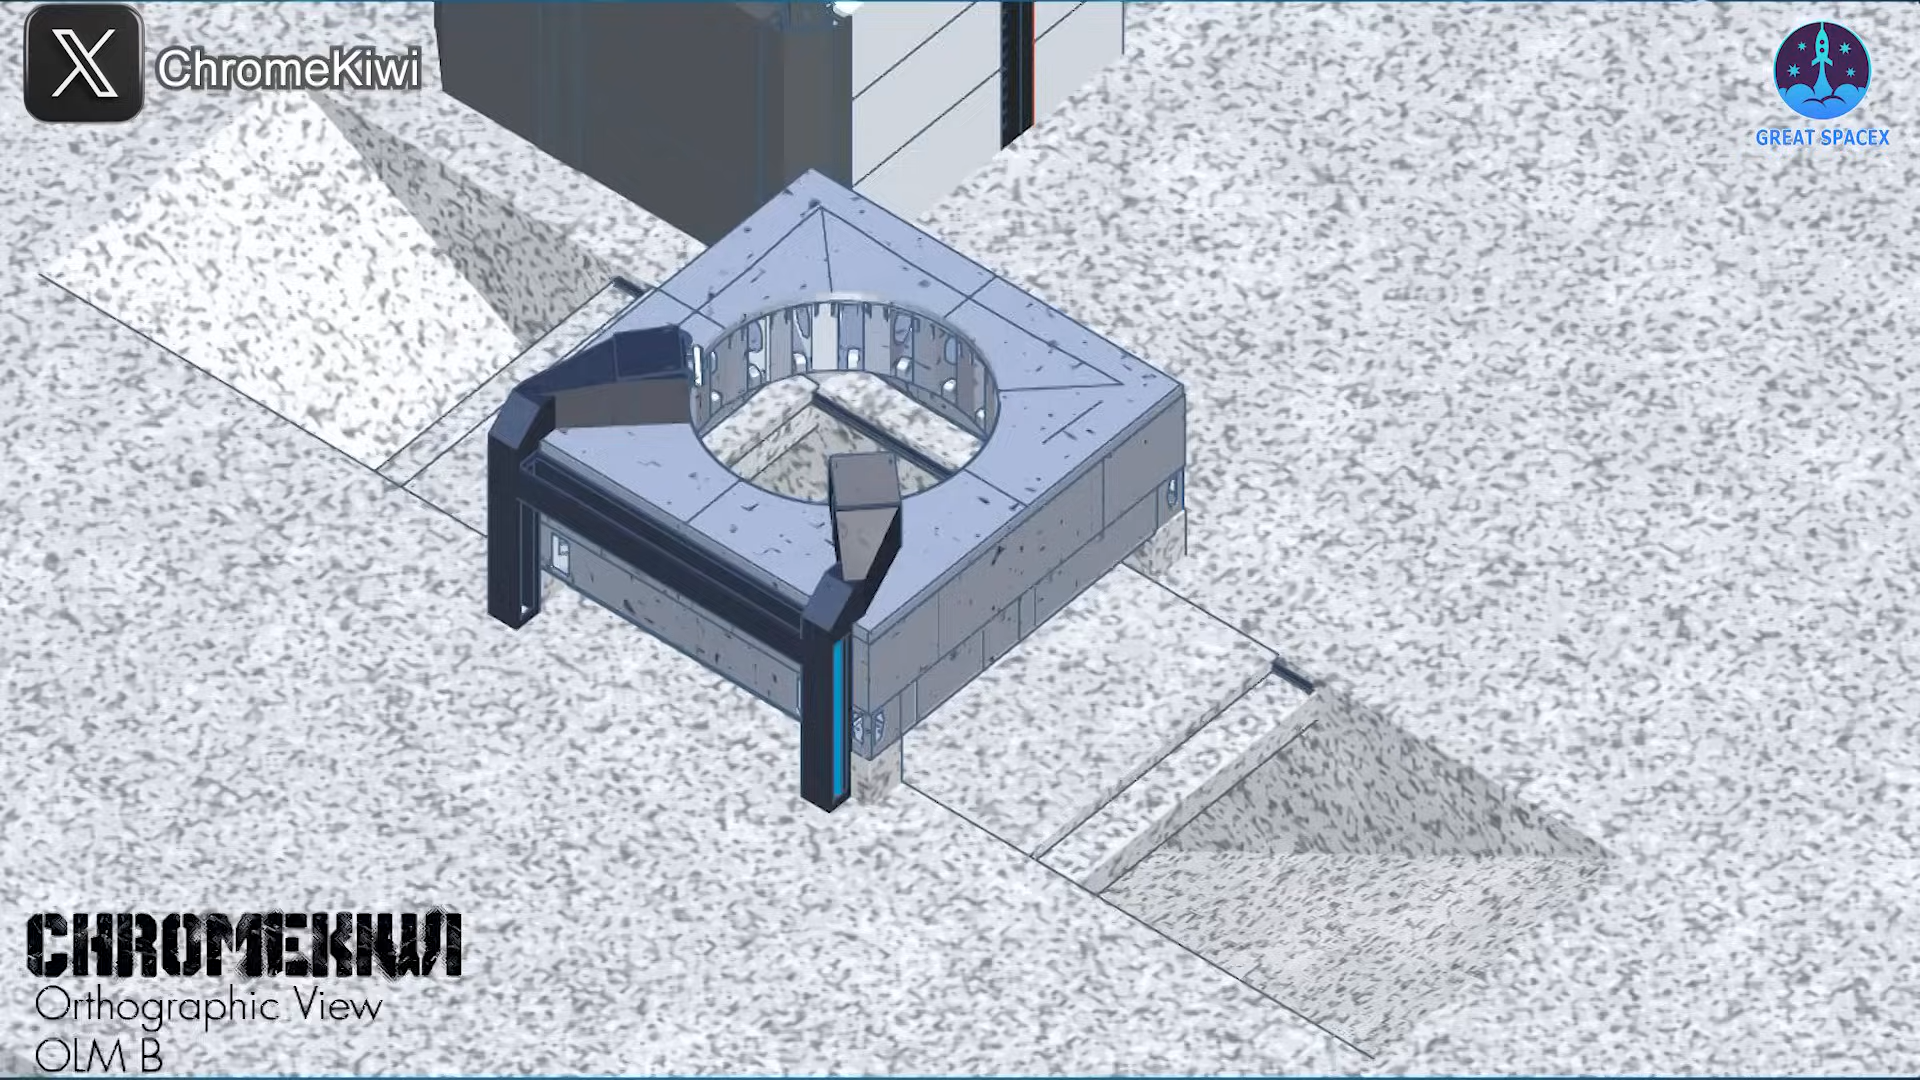 X ChromeKiwi
GREAT SPACEX
CHROMEKIWI
Orthographic View
OLM B